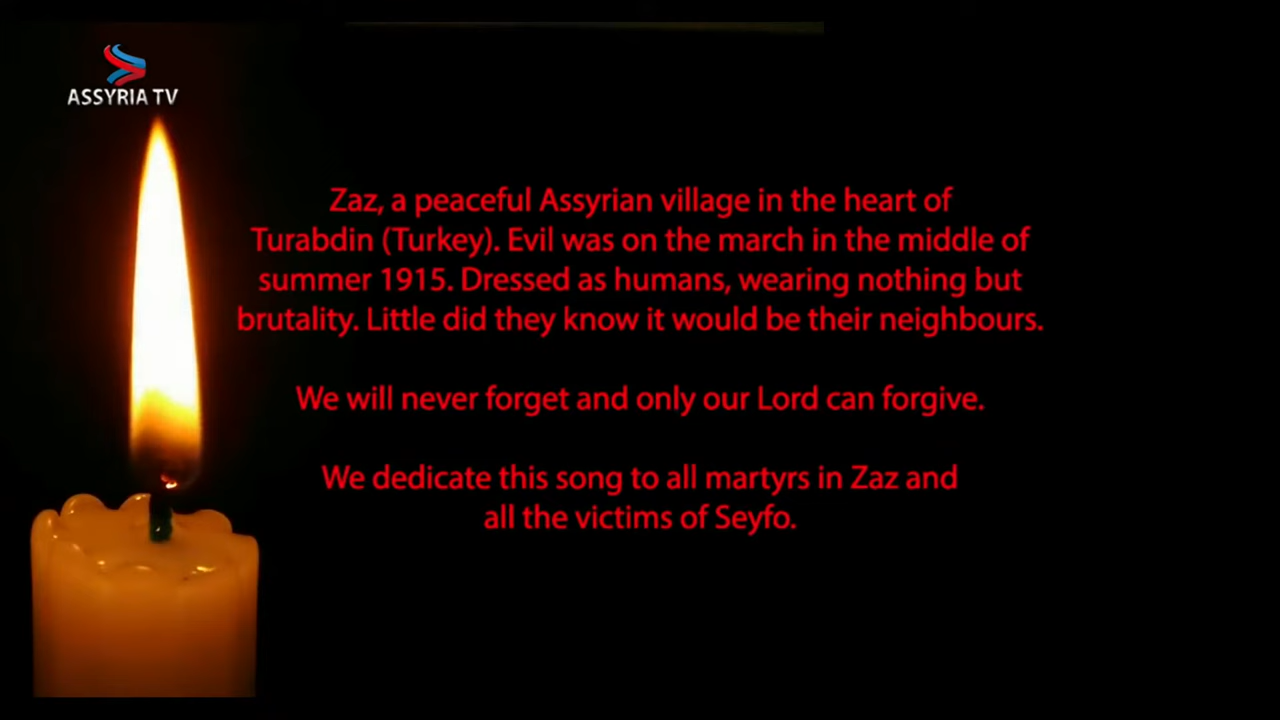 ASSYRIA TV
Zaz, a peaceful Assyrian village in the heart of
Turabdin (Turkey). Evil was on the march in the middle of
summer 1915. Dressed as humans, wearing nothing but
brutality. Little did they know it would be their neighbours.
We will never forget and only our Lord can forgive.
We dedicate this song to all martyrs in Zaz and
all the victims of Seyfo.